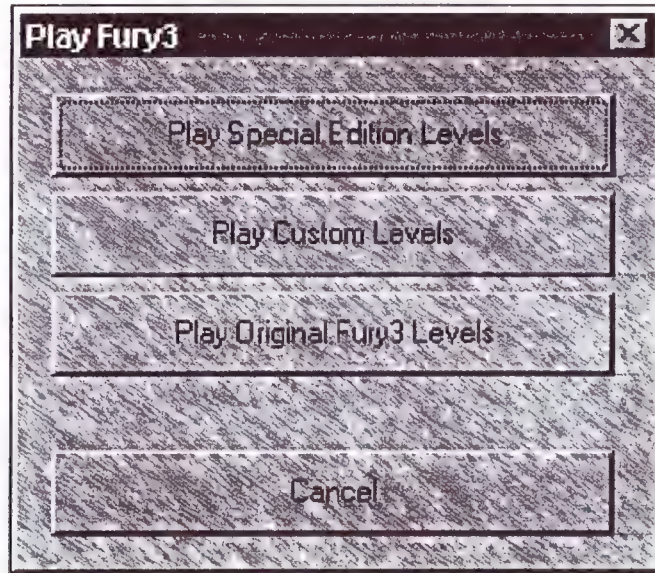 Play Fury3
Play Special Edition Levels
Play Custom Levels
Play Original Fury3 Levels
Cancel